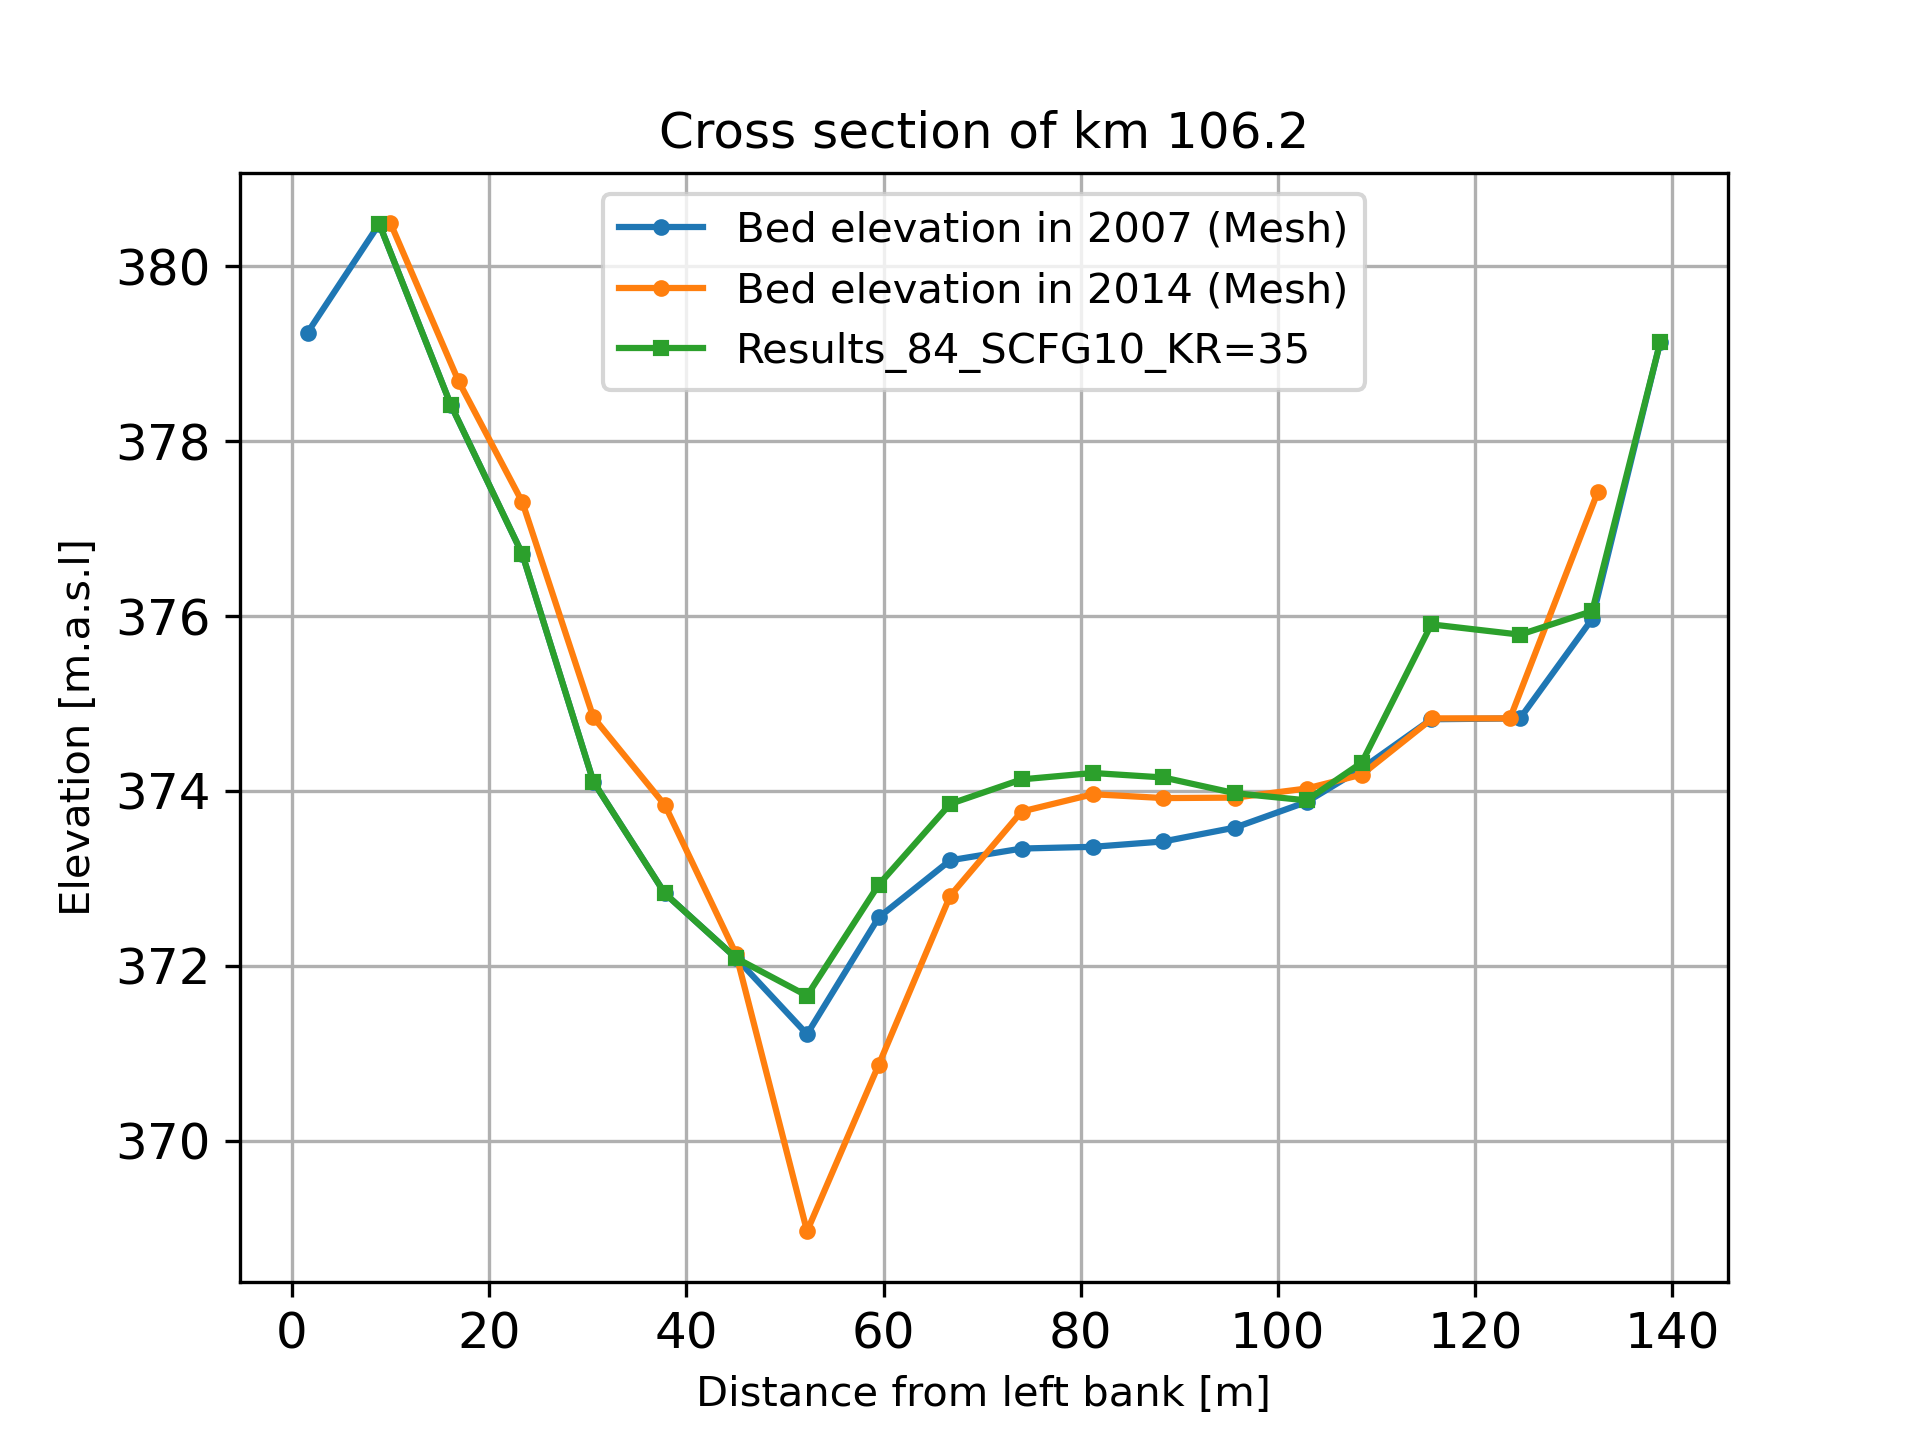 Cross section of km 106.2
Bed elevation in 2007 (Mesh)
Bed elevation in 2014 (Mesh)
Results_84_SCFG10_KR=35
Elevation [m.a.s.l]
380
378
376
374
372
370
0 20 40 60 80 100 120 140
Distance from left bank [m]